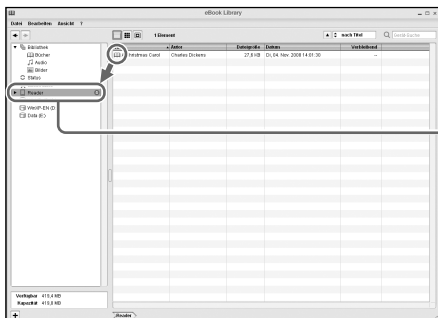 eBook Library
Datei Bearbeiten Ansicht ?
1 Element
nach Titel
Bibliothek
Bücher
Audio
Bilder
Status
Reader
WinXP-EN (D
Data (E:)
Autor Dateigröße Datum Verbleibend
Christmas Carol Charles Dickens 27,6 KB Di, 04. Nov. 2008 14:01:30 --
Verfügbar 419,4 MB
Kapazität 419,8 MB
Reader